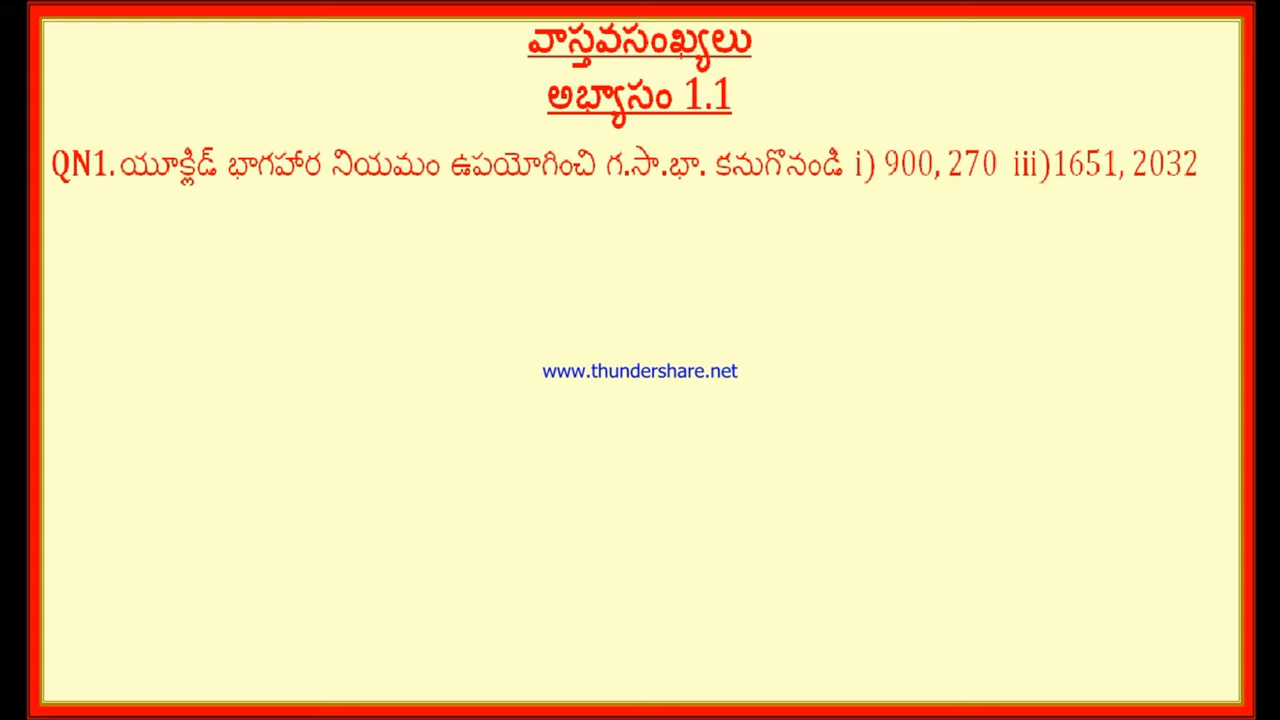 వాస్తవసంఖ్యలు
అభ్యాసం 1.1
QN1. యూక్లిడ్ భాగహార నియమం ఉపయోగించి గ.సా.భా. కనుగొనండి i) 900, 270 iii)1651, 2032
www.thundershare.net